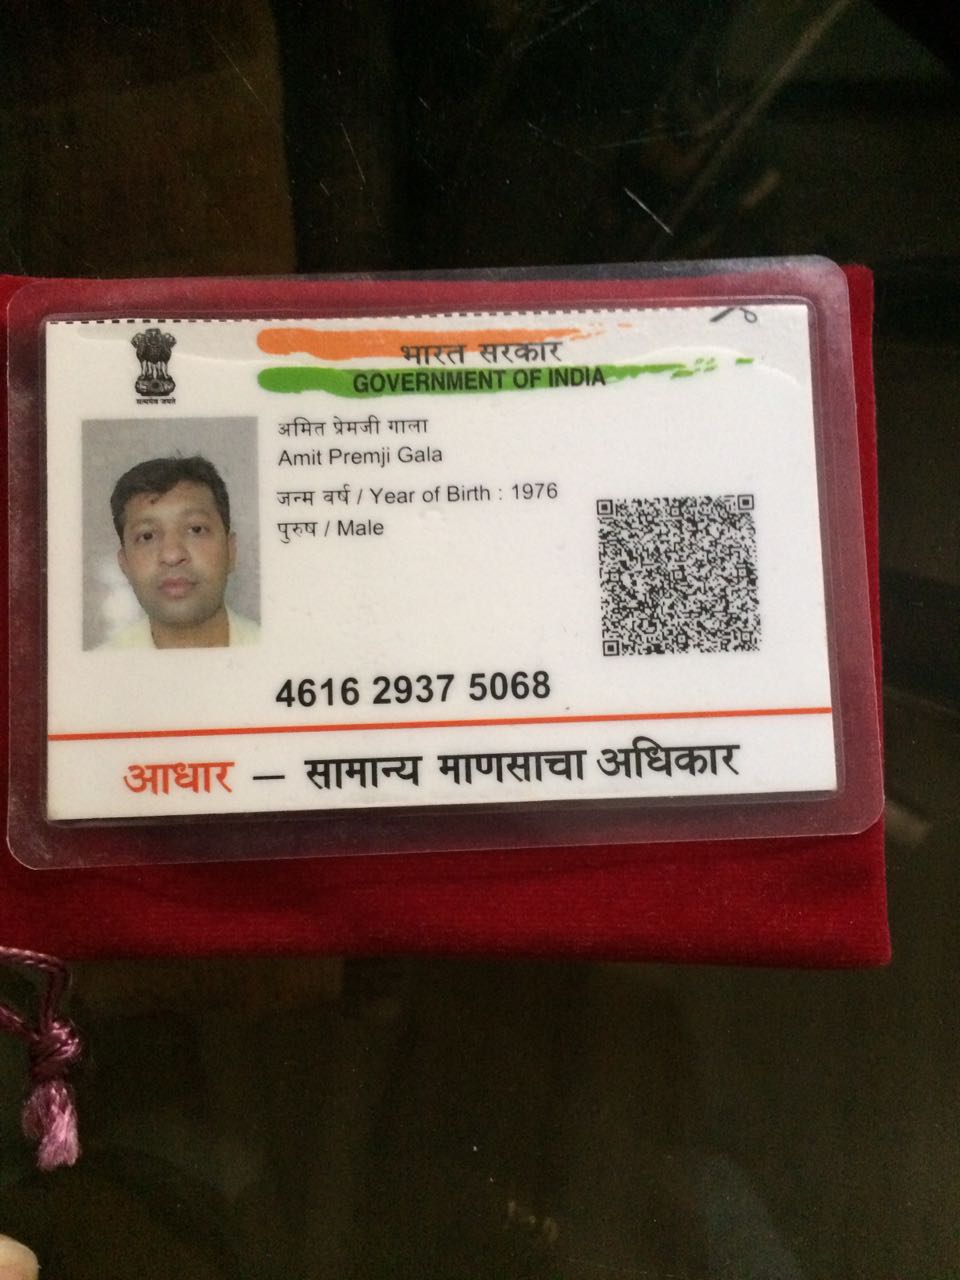 भारत सरकार
GOVERNMENT OF INDIA
सत्यमेव जयते
अमित प्रेमजी गाला
Amit Premji Gala
जन्म वर्ष / Year of Birth : 1976
पुरुष / Male
4616 2937 5068
आधार — सामान्य माणसाचा अधिकार